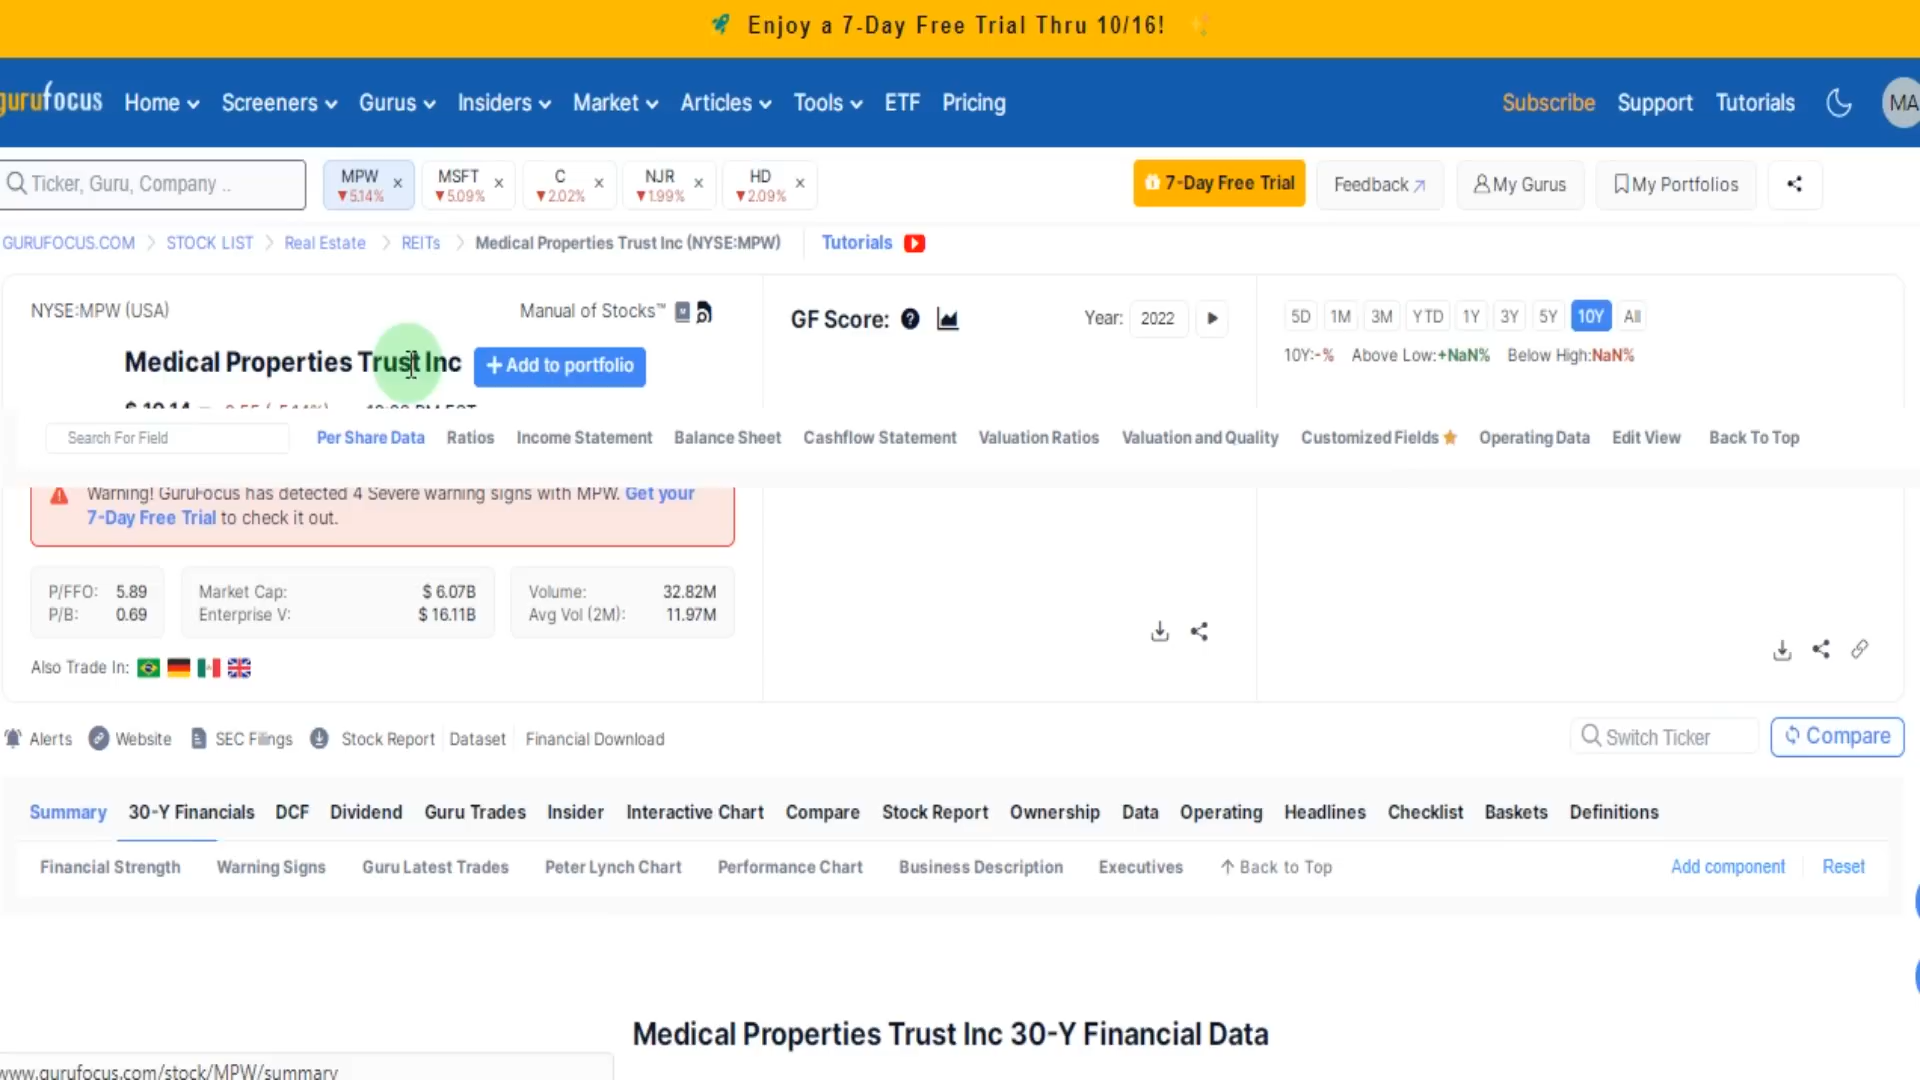 Enjoy a 7-Day Free Trial Thru 10/16!
gurufocus Home Screeners Gurus Insiders Market Articles Tools ETF Pricing Subscribe Support Tutorials MA
Ticker, Guru, Company ..
MPW × MSFT × C × NJR × HD ×
▼5.14% ▼5.09% ▼2.02% ▼1.99% ▼2.09%
7-Day Free Trial Feedback My Gurus My Portfolios
GURUFOCUS.COM STOCK LIST Real Estate REITs Medical Properties Trust Inc (NYSE:MPW) Tutorials
NYSE:MPW (USA) Manual of Stocks™
GF Score: Year: 2022
5D 1M 3M YTD 1Y 3Y 5Y 10Y All
10Y:-% Above Low:+NaN% Below High:NaN%
Medical Properties Trust Inc + Add to portfolio
Search For Field Per Share Data Ratios Income Statement Balance Sheet Cashflow Statement Valuation Ratios Valuation and Quality Customized Fields Operating Data Edit View Back To Top
Warning! GuruFocus has detected 4 Severe warning signs with MPW. Get your
7-Day Free Trial to check it out.
P/FFO: 5.89 Market Cap: $ 6.07B Volume: 32.82M
P/B: 0.69 Enterprise V: $ 16.11B Avg Vol (2M): 11.97M
Also Trade In:
Alerts Website SEC Filings Stock Report Dataset Financial Download Switch Ticker Compare
Summary 30-Y Financials DCF Dividend Guru Trades Insider Interactive Chart Compare Stock Report Ownership Data Operating Headlines Checklist Baskets Definitions
Financial Strength Warning Signs Guru Latest Trades Peter Lynch Chart Performance Chart Business Description Executives Back to Top Add component Reset
Medical Properties Trust Inc 30-Y Financial Data
www.gurufocus.com/stock/MPW/summary